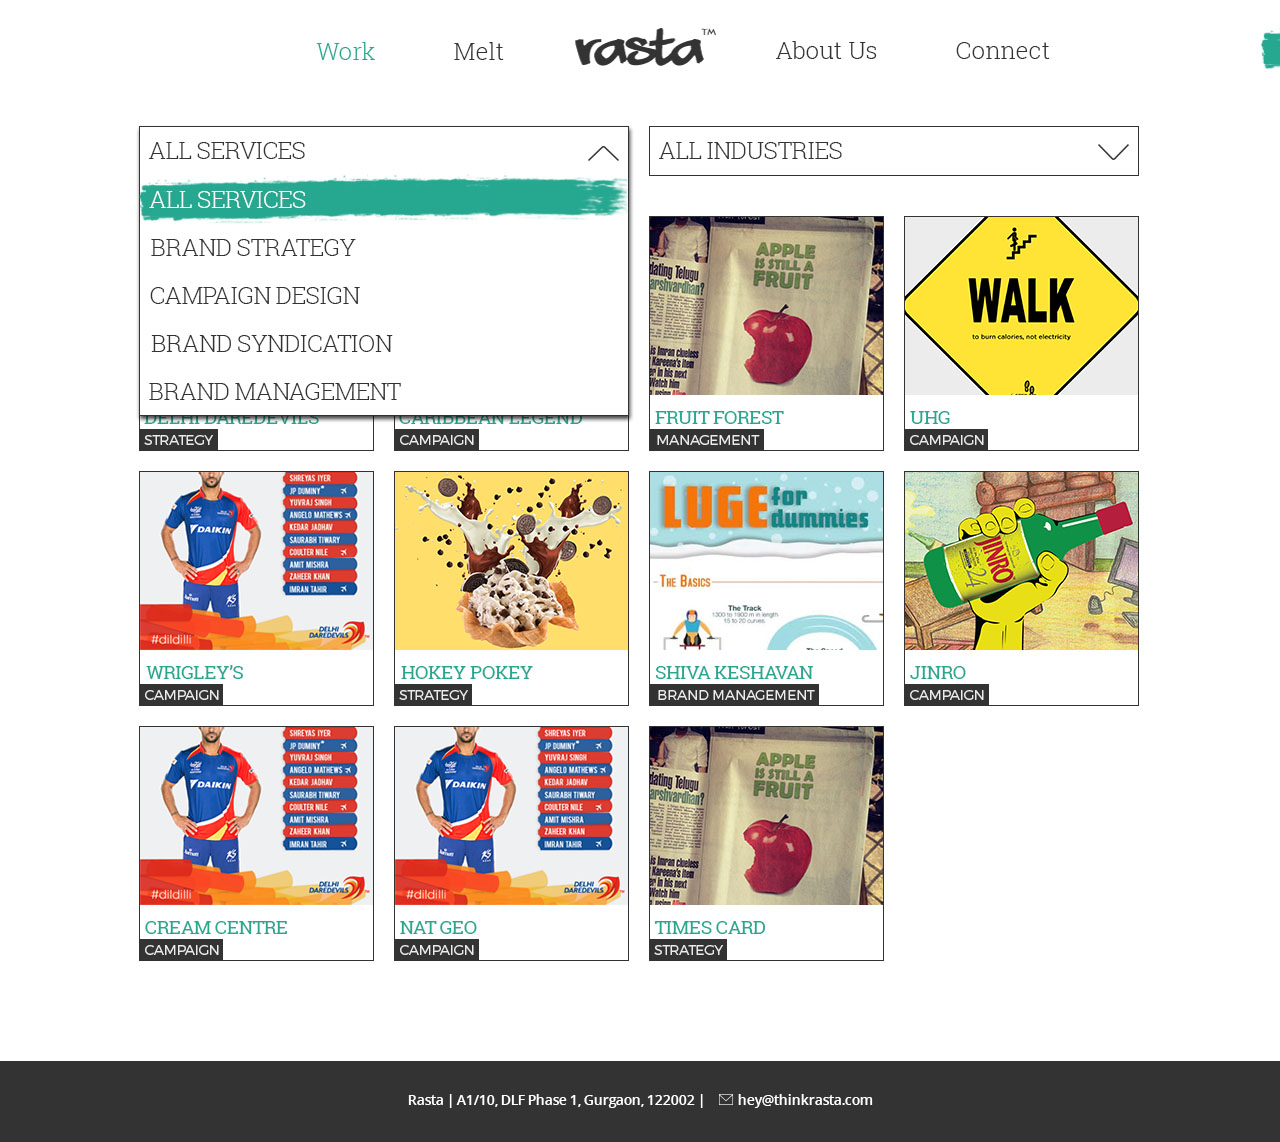 Work
Melt
rasta™
About Us
Connect
ALL SERVICES
ALL SERVICES
BRAND STRATEGY
CAMPAIGN DESIGN
BRAND SYNDICATION
BRAND MANAGEMENT
ALL INDUSTRIES
DELHI DAREDEVILS
STRATEGY
CARIBBEAN LEGEND
CAMPAIGN
dating Telugu
arshvardhan?
is Imran clueless
Kareena's item
er in his next
Watch him
APPLE
IS STILL A
FRUIT
FRUIT FOREST
MANAGEMENT
WALK
to burn calories, not electricity
UHG
CAMPAIGN
SHREYAS IYER
JP DUMINY
YUVRAJ SINGH
ANGELO MATHEWS
KEDAR JADHAV
SAURABH TIWARY
COULTER NILE
AMIT MISHRA
ZAHEER KHAN
IMRAN TAHIR
DAIKIN
#dildilli
DELHI
DAREDEVILS
WRIGLEY'S
CAMPAIGN
HOKEY POKEY
STRATEGY
LUGE for
dummies
THE BASICS
The Track
1300 to 1900 m in length
15 to 20 curves.
SHIVA KESHAVAN
BRAND MANAGEMENT
JINRO
24
JINRO
CAMPAIGN
SHREYAS IYER
JP DUMINY
YUVRAJ SINGH
ANGELO MATHEWS
KEDAR JADHAV
SAURABH TIWARY
COULTER NILE
AMIT MISHRA
ZAHEER KHAN
IMRAN TAHIR
DAIKIN
#dildilli
DELHI
DAREDEVILS
CREAM CENTRE
CAMPAIGN
SHREYAS IYER
JP DUMINY
YUVRAJ SINGH
ANGELO MATHEWS
KEDAR JADHAV
SAURABH TIWARY
COULTER NILE
AMIT MISHRA
ZAHEER KHAN
IMRAN TAHIR
DAIKIN
#dildilli
DELHI
DAREDEVILS
NAT GEO
CAMPAIGN
dating Telugu
arshvardhan?
is Imran clueless
Kareena's item
er in his next
Watch him
using Alive
APPLE
IS STILL A
FRUIT
TIMES CARD
STRATEGY
Rasta | A1/10, DLF Phase 1, Gurgaon, 122002 | hey@thinkrasta.com